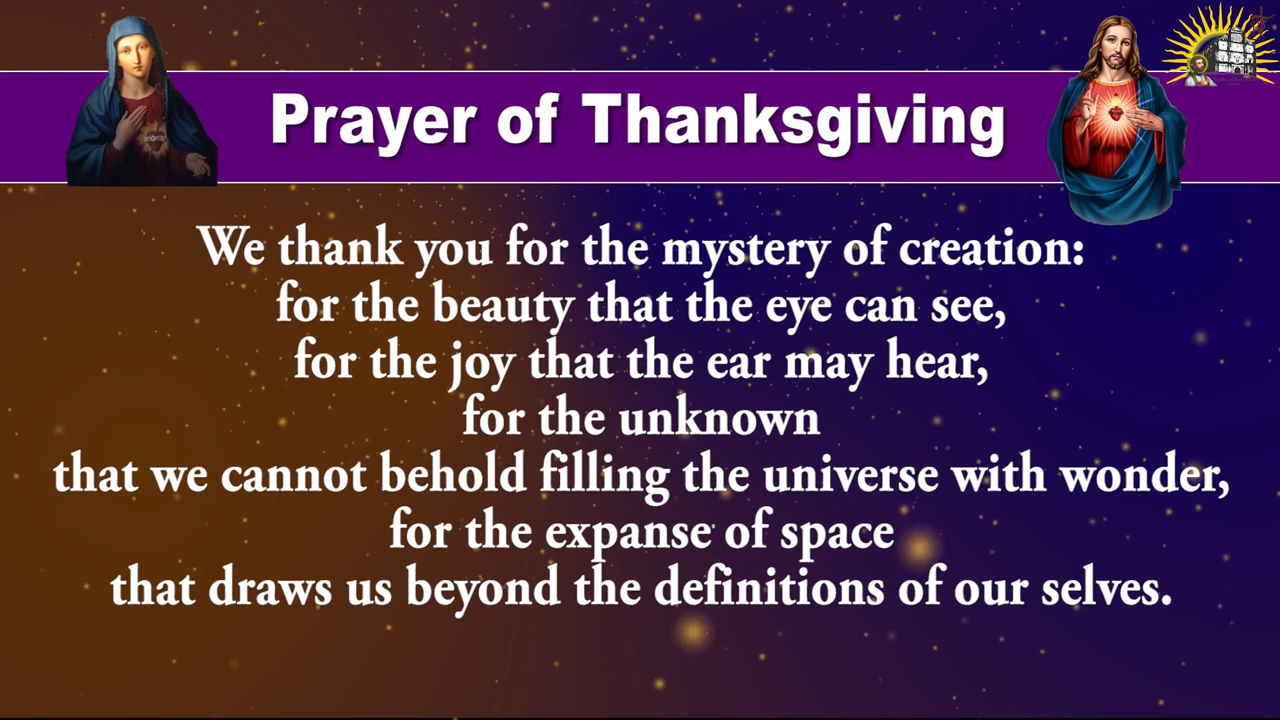 Prayer of Thanksgiving
We thank you for the mystery of creation:
for the beauty that the eye can see,
for the joy that the ear may hear,
for the unknown
that we cannot behold filling the universe with wonder,
for the expanse of space
that draws us beyond the definitions of our selves.